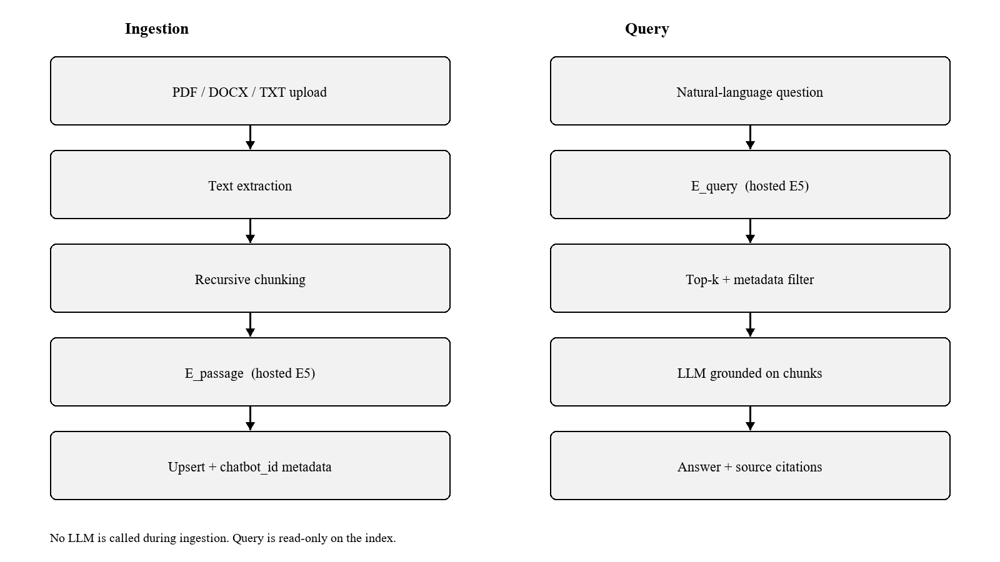 Ingestion
PDF / DOCX / TXT upload
Text extraction
Recursive chunking
E_passage  (hosted E5)
Upsert + chatbot_id metadata
Query
Natural-language question
E_query  (hosted E5)
Top-k + metadata filter
LLM grounded on chunks
Answer + source citations
No LLM is called during ingestion. Query is read-only on the index.